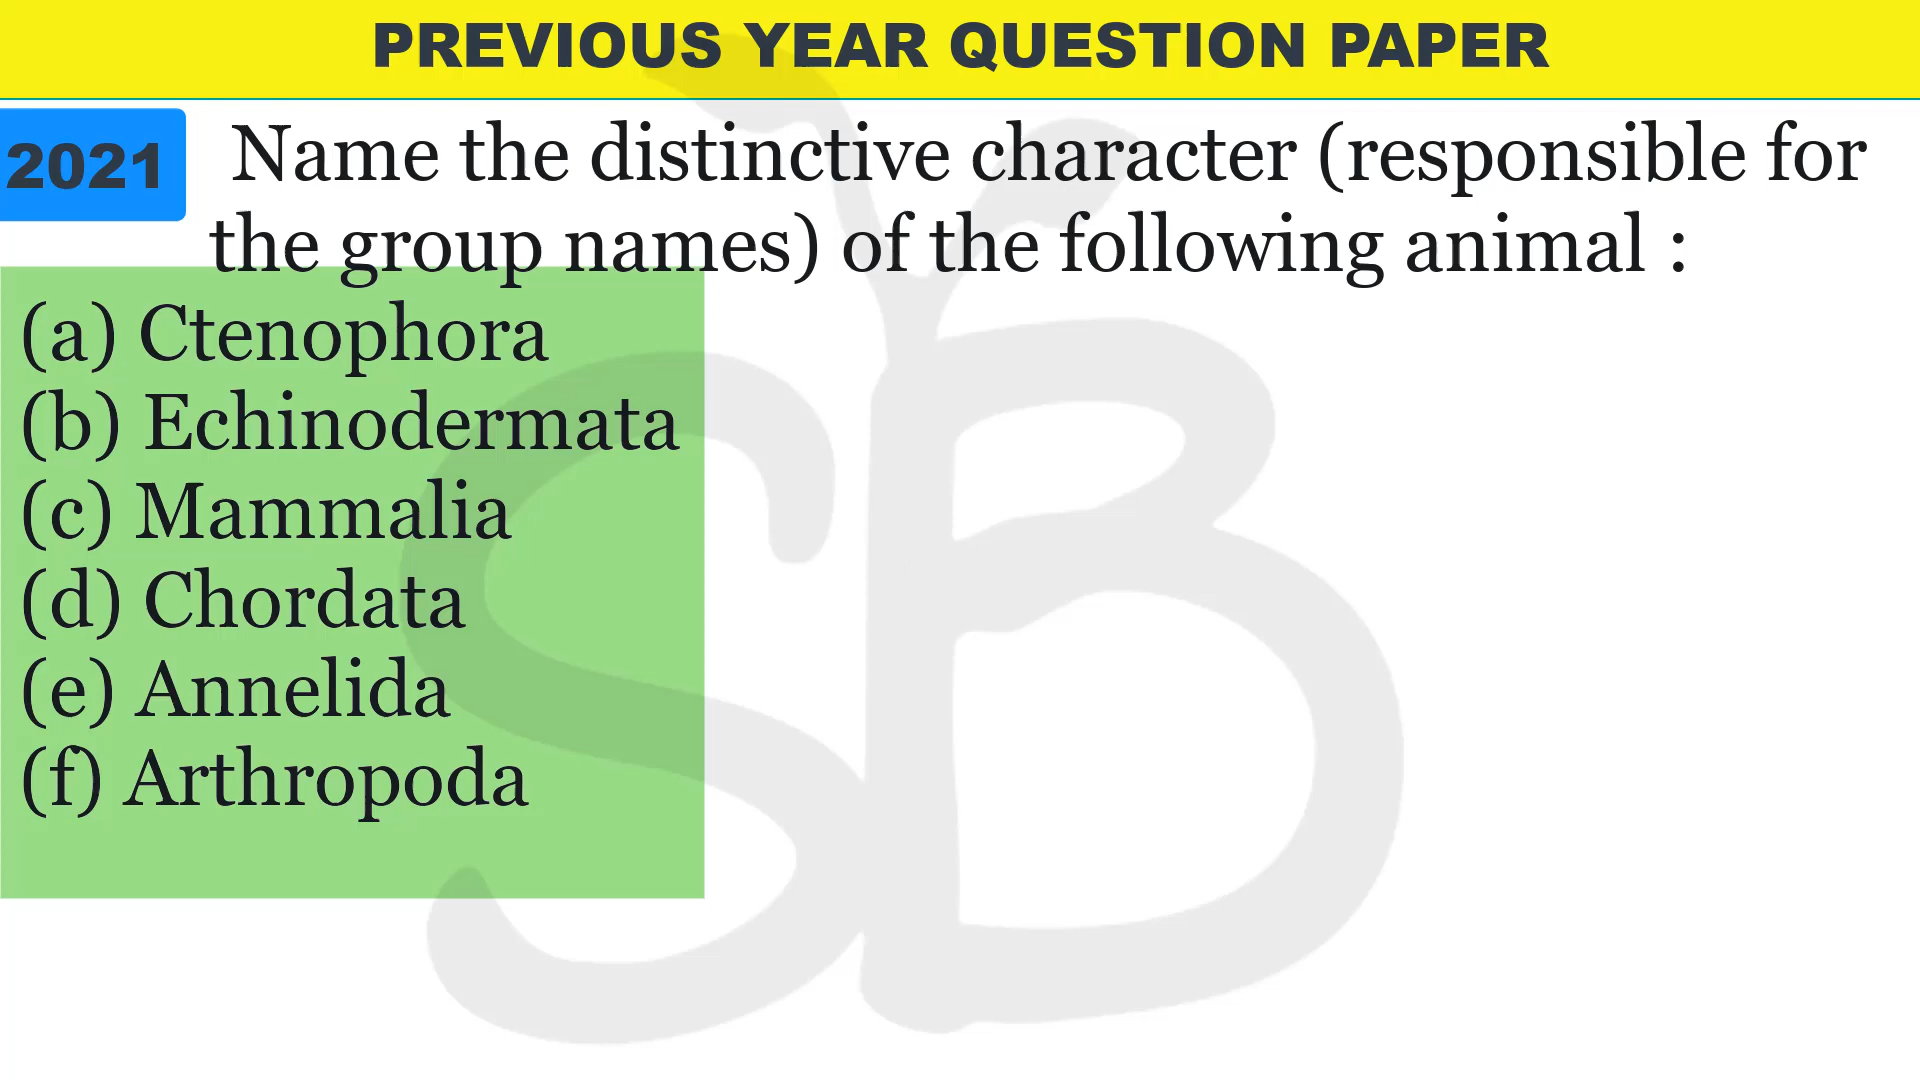 PREVIOUS YEAR QUESTION PAPER
2021
Name the distinctive character (responsible for
the group names) of the following animal :
(a) Ctenophora
(b) Echinodermata
(c) Mammalia
(d) Chordata
(e) Annelida
(f) Arthropoda
SB